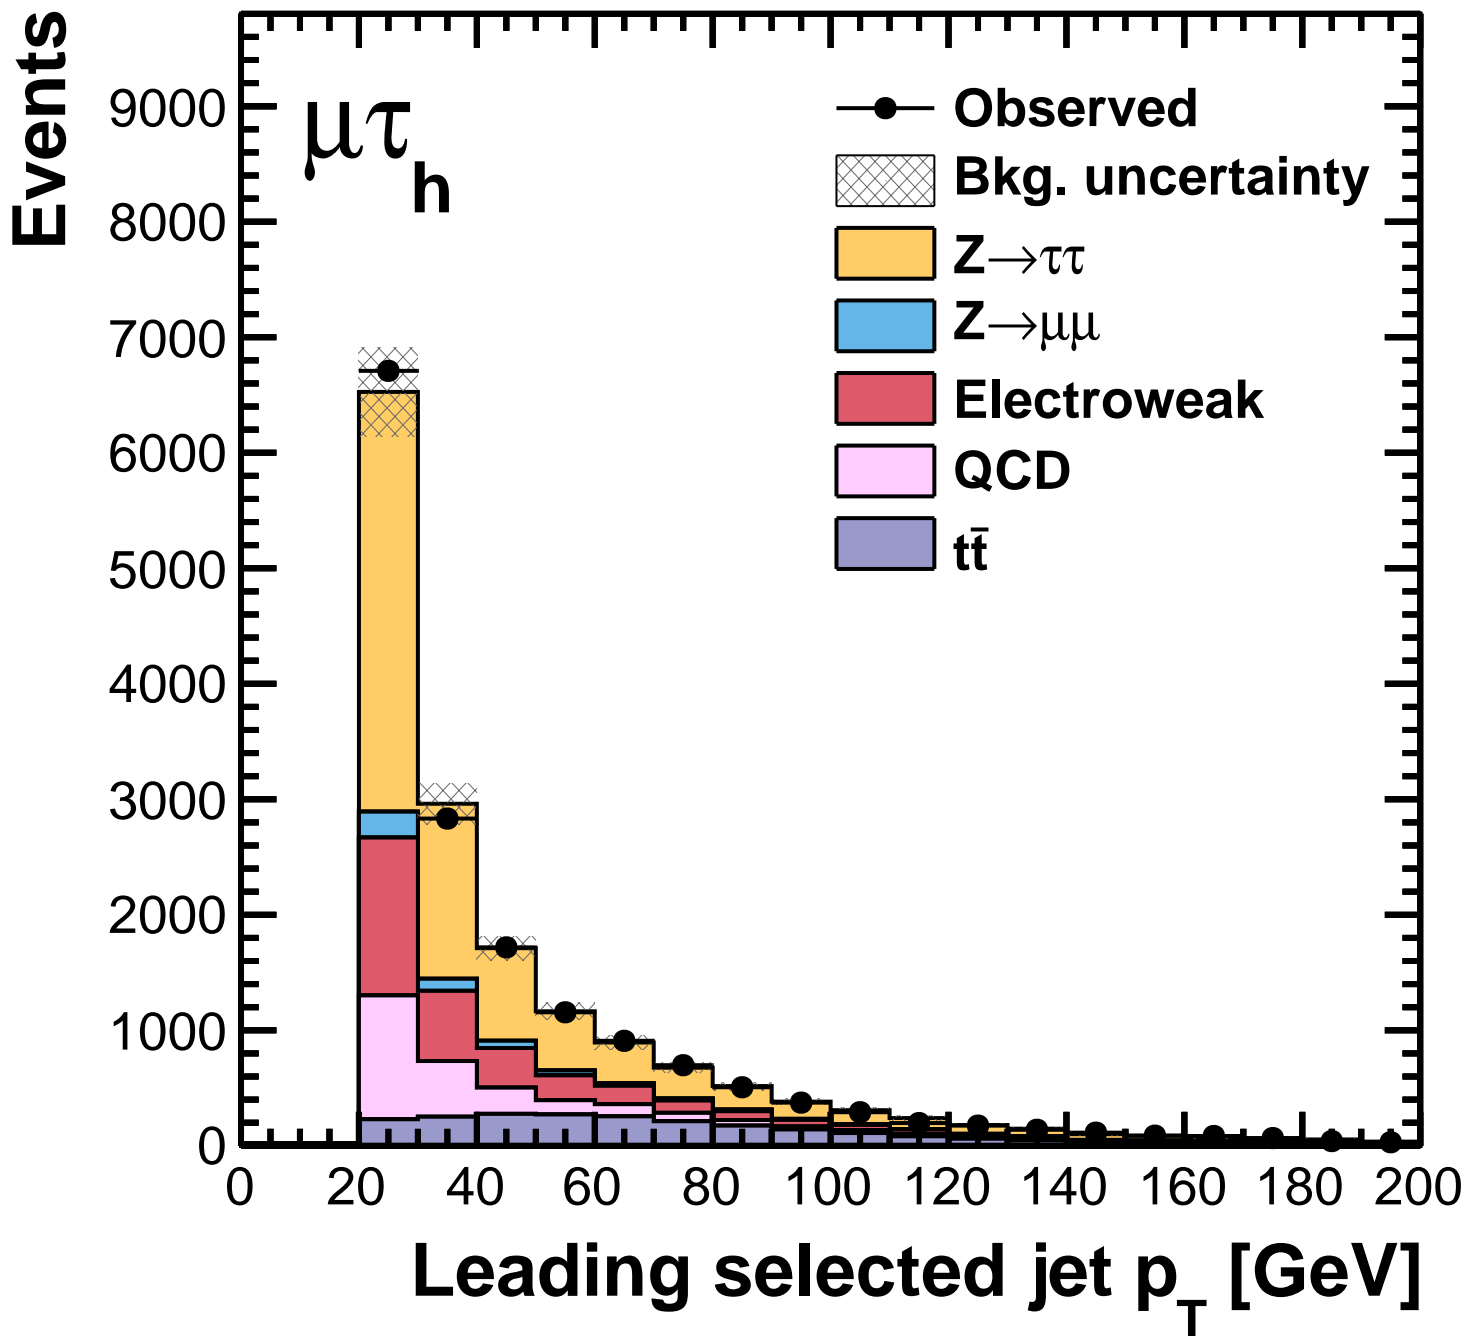 Events
9000
8000
7000
6000
5000
4000
3000
2000
1000
0
μτh
Observed
Bkg. uncertainty
Z→ττ
Z→μμ
Electroweak
QCD
tt̄
0 20 40 60 80 100 120 140 160 180 200
Leading selected jet pT [GeV]